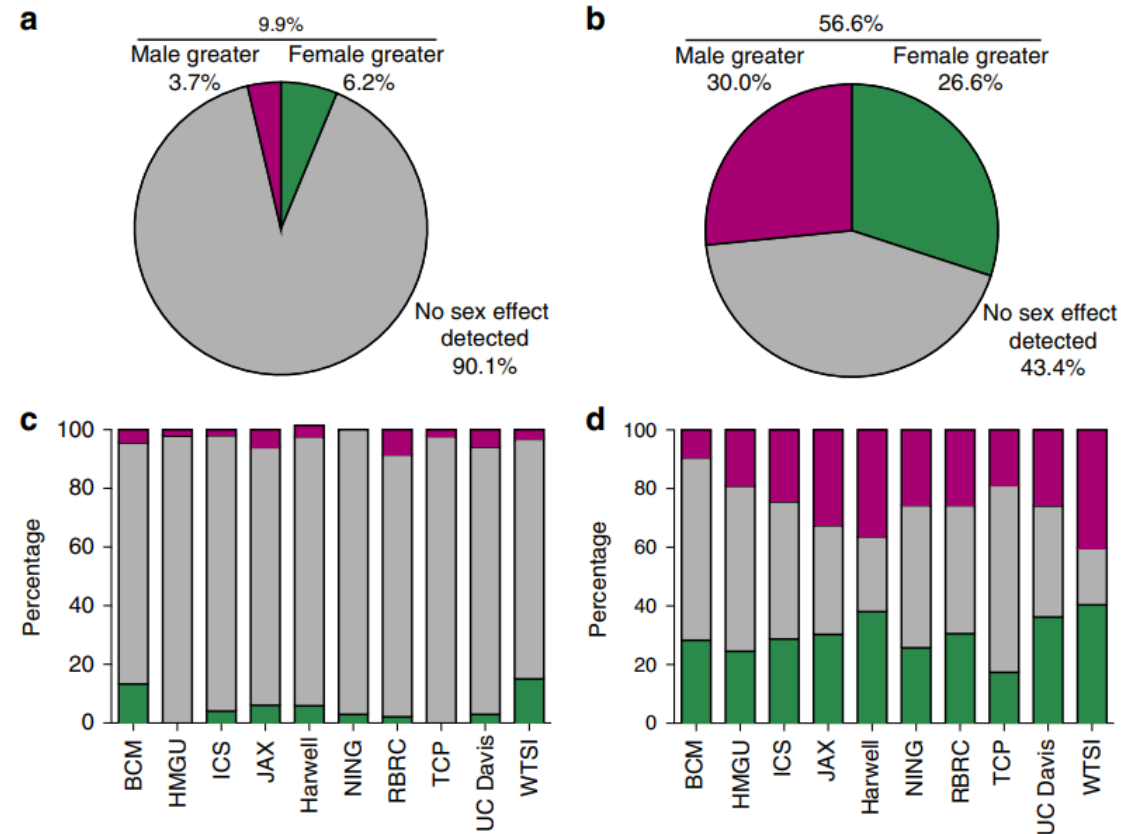 a
9.9%
Male greater Female greater
3.7% 6.2%
No sex effect
detected
90.1%
b
56.6%
Male greater Female greater
30.0% 26.6%
No sex effect
detected
43.4%
c
Percentage
100
80
60
40
20
0
BCM
HMGU
ICS
JAX
Harwell
NING
RBRC
TCP
UC Davis
WTSI
d
Percentage
100
80
60
40
20
0
BCM
HMGU
ICS
JAX
Harwell
NING
RBRC
TCP
UC Davis
WTSI